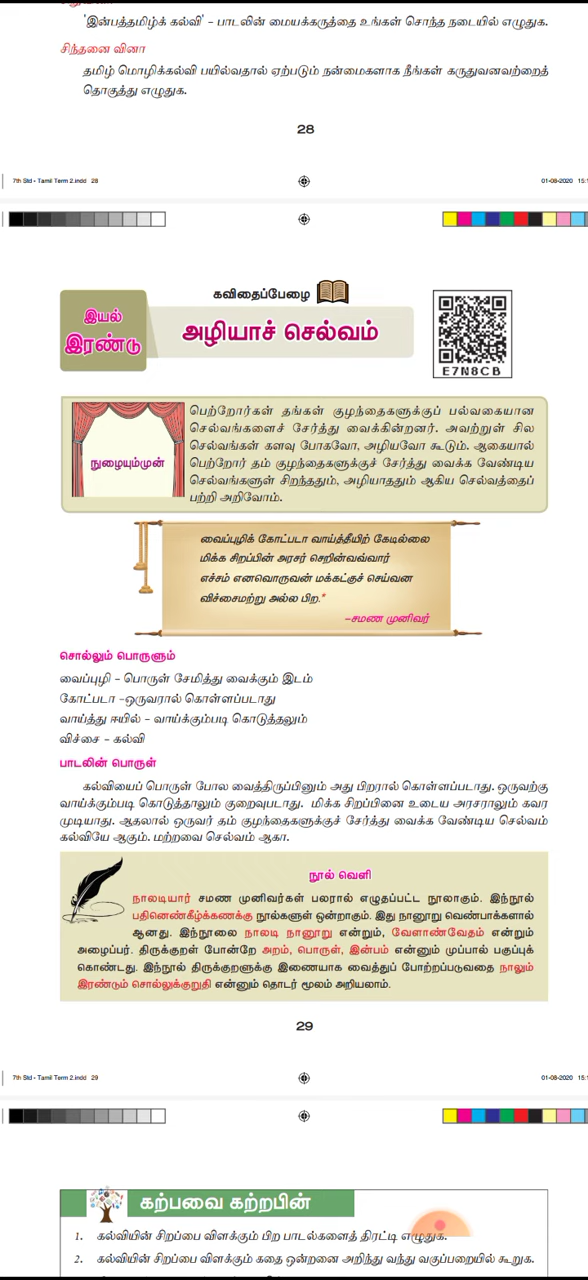 'இன்பத்தமிழ்க் கல்வி' – பாடலின் மையக்கருத்தை உங்கள் சொந்த நடையில் எழுதுக.
சிந்தனை வினா
தமிழ் மொழிக்கல்வி பயில்வதால் ஏற்படும் நன்மைகளாக நீங்கள் கருதுவனவற்றைத்
தொகுத்து எழுதுக.
28
7th Std - Tamil Term 2.indd 28
01-08-2020 15:1
கவிதைப்பேழை
இயல்
இரண்டு
அழியாச் செல்வம்
E7N8CB
நுழையும்முன்
பெற்றோர்கள் தங்கள் குழந்தைகளுக்குப் பல்வகையான
செல்வங்களைச் சேர்த்து வைக்கின்றனர். அவற்றுள் சில
செல்வங்கள் களவு போகவோ, அழியவோ கூடும். ஆகையால்
பெற்றோர் தம் குழந்தைகளுக்குச் சேர்த்து வைக்க வேண்டிய
செல்வங்களுள் சிறந்ததும், அழியாததும் ஆகிய செல்வத்தைப்
பற்றி அறிவோம்.
வைப்புழிக் கோட்படா வாய்த்தீயிற் கேடில்லை
மிக்க சிறப்பின் அரசர் செறின்வவ்வார்
எச்சம் எனவொருவன் மக்கட்குச் செய்வன
விச்சைமற்று அல்ல பிற.*
–சமண முனிவர்
சொல்லும் பொருளும்
வைப்புழி – பொருள் சேமித்து வைக்கும் இடம்
கோட்படா –ஒருவரால் கொள்ளப்படாது
வாய்த்து ஈயில் – வாய்க்கும்படி கொடுத்தலும்
விச்சை – கல்வி
பாடலின் பொருள்
கல்வியைப் பொருள் போல வைத்திருப்பினும் அது பிறரால் கொள்ளப்படாது. ஒருவற்கு
வாய்க்கும்படி கொடுத்தாலும் குறைவுபடாது. மிக்க சிறப்பினை உடைய அரசராலும் கவர
முடியாது. ஆதலால் ஒருவர் தம் குழந்தைகளுக்குச் சேர்த்து வைக்க வேண்டிய செல்வம்
கல்வியே ஆகும். மற்றவை செல்வம் ஆகா.
நூல் வெளி
நாலடியார் சமண முனிவர்கள் பலரால் எழுதப்பட்ட நூலாகும். இந்நூல்
பதினெண்கீழ்க்கணக்கு நூல்களுள் ஒன்றாகும். இது நானூறு வெண்பாக்களால்
ஆனது. இந்நூலை நாலடி நானூறு என்றும், வேளாண்வேதம் என்றும்
அழைப்பர். திருக்குறள் போன்றே அறம், பொருள், இன்பம் என்னும் முப்பால் பகுப்புக்
கொண்டது. இந்நூல் திருக்குறளுக்கு இணையாக வைத்துப் போற்றப்படுவதை நாலும்
இரண்டும் சொல்லுக்குறுதி என்னும் தொடர் மூலம் அறியலாம்.
29
7th Std - Tamil Term 2.indd 29
01-08-2020 15:1
கற்பவை கற்றபின்
1. கல்வியின் சிறப்பை விளக்கும் பிற பாடல்களைத் திரட்டி எழுதுக.
2. கல்வியின் சிறப்பை விளக்கும் கதை ஒன்றனை அறிந்து வந்து வகுப்பறையில் கூறுக.